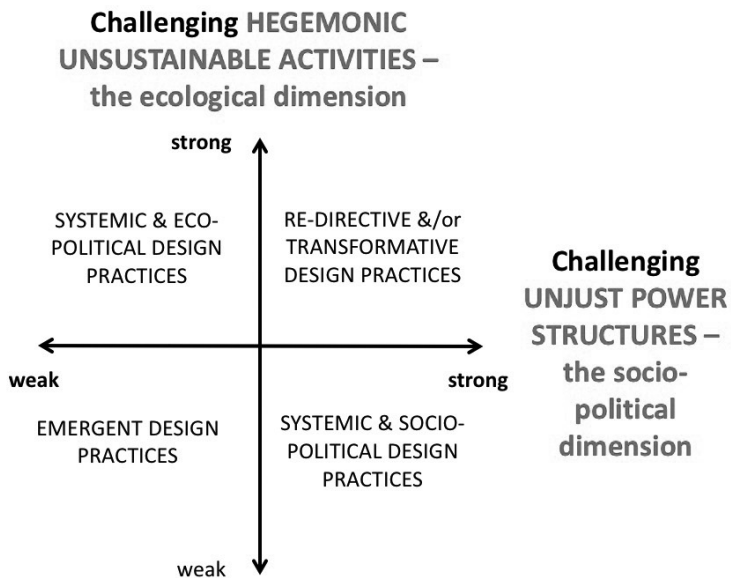 Challenging HEGEMONIC
UNSUSTAINABLE ACTIVITIES –
the ecological dimension
strong
SYSTEMIC & ECO-
POLITICAL DESIGN
PRACTICES
RE-DIRECTIVE &/or
TRANSFORMATIVE
DESIGN PRACTICES
Challenging
UNJUST POWER
STRUCTURES –
the socio-
political
dimension
weak
strong
EMERGENT DESIGN
PRACTICES
SYSTEMIC & SOCIO-
POLITICAL DESIGN
PRACTICES
weak